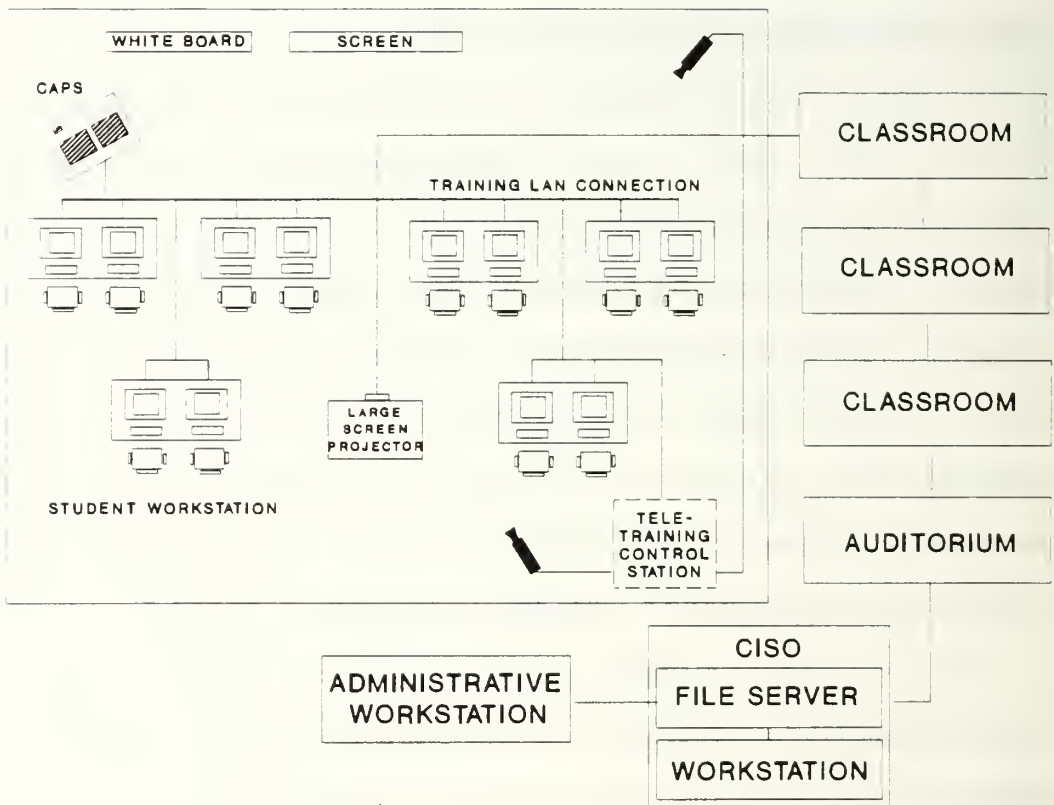 WHITE BOARD
SCREEN
CAPS
TRAINING LAN CONNECTION
LARGE
SCREEN
PROJECTOR
STUDENT WORKSTATION
TELE-
TRAINING
CONTROL
STATION
CLASSROOM
CLASSROOM
CLASSROOM
AUDITORIUM
ADMINISTRATIVE
WORKSTATION
CISO
FILE SERVER
WORKSTATION